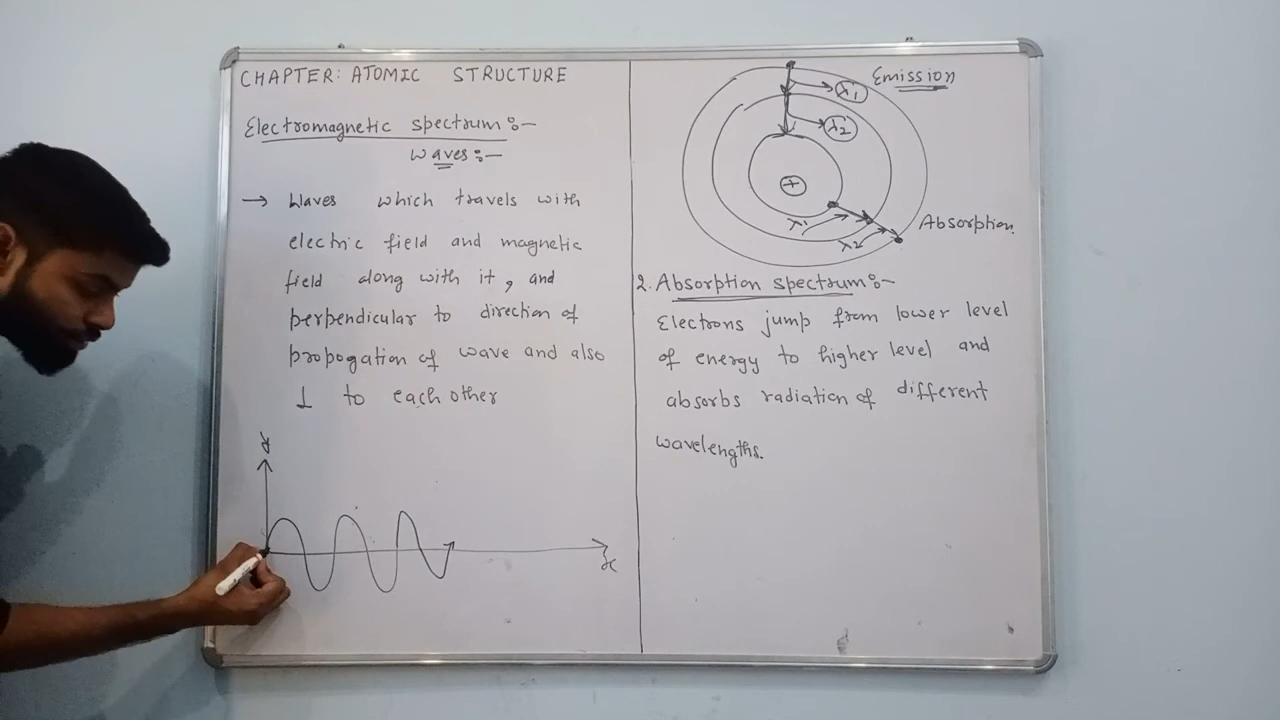 CHAPTER: ATOMIC STRUCTURE
Electromagnetic spectrum:-
Waves:-
→ Waves which travels with
electric field and magnetic
field along with it, and
perpendicular to direction of
propogation of wave and also
⊥ to each other
y
x
Emission
λ1
λ2
+
λ1
λ2
Absorption
2. Absorption spectrum:-
Electrons jump from lower level
of energy to higher level and
absorbs radiation of different
wavelengths.